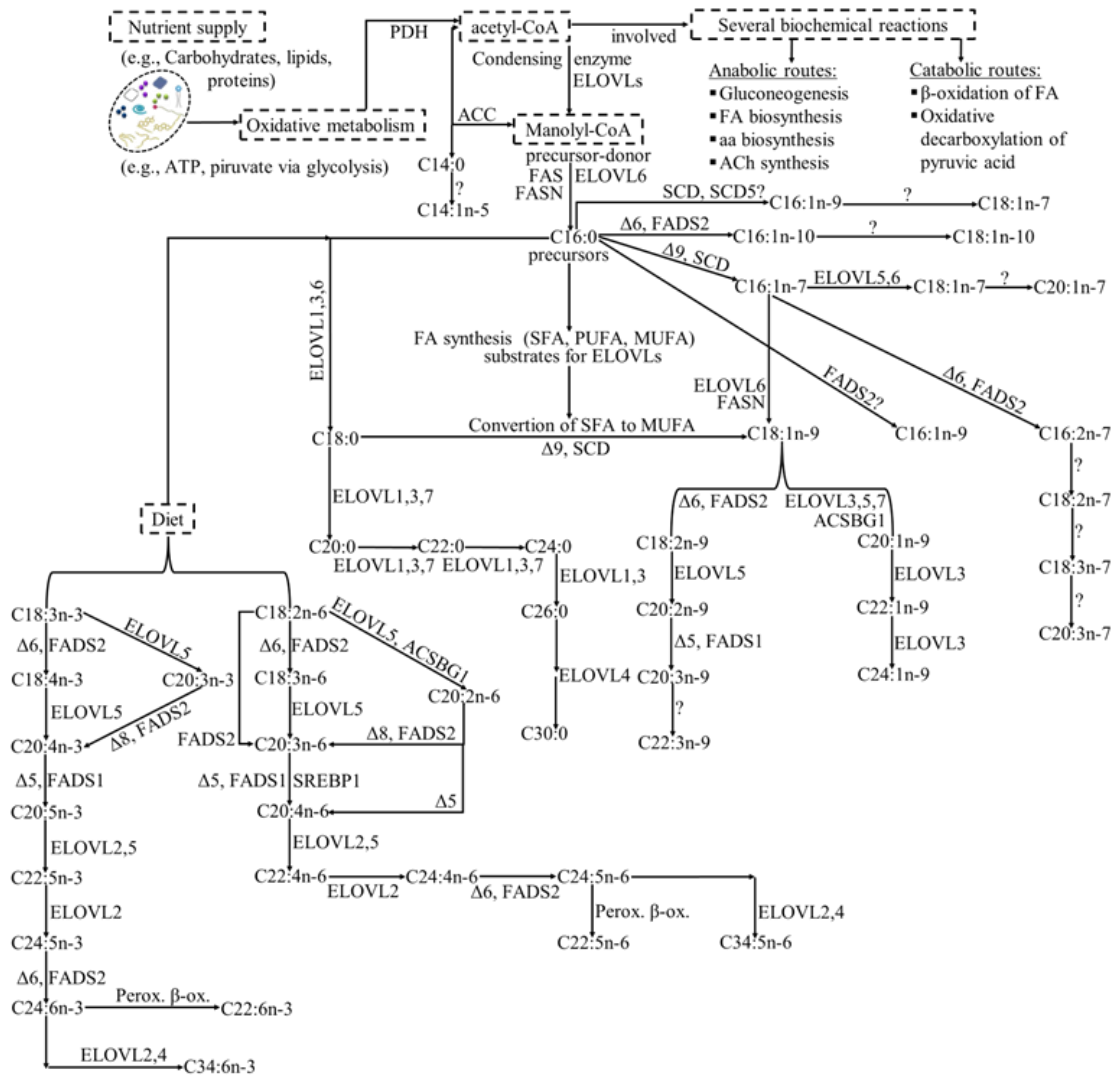 Nutrient supply
(e.g., Carbohydrates, lipids,
proteins)
PDH
acetyl-CoA
involved
Several biochemical reactions
Condensing enzyme
ELOVLs
Anabolic routes:
▪ Gluconeogenesis
▪ FA biosynthesis
▪ aa biosynthesis
▪ ACh synthesis
Catabolic routes:
▪ β-oxidation of FA
▪ Oxidative
decarboxylation of
pyruvic acid
Oxidative metabolism
(e.g., ATP, piruvate via glycolysis)
ACC
Manolyl-CoA
precursor-donor
C14:0
?
C14:1n-5
FAS
FASN
ELOVL6
SCD, SCD5?
C16:1n-9
?
C18:1n-7
C16:0
precursors
Δ6, FADS2
C16:1n-10
?
C18:1n-10
Δ9, SCD
C16:1n-7
ELOVL5,6
C18:1n-7
?
C20:1n-7
ELOVL1,3,6
FA synthesis (SFA, PUFA, MUFA)
substrates for ELOVLs
ELOVL6
FASN
FADS2?
Δ6, FADS2
C18:0
Convertion of SFA to MUFA
Δ9, SCD
C18:1n-9
C16:1n-9
C16:2n-7
?
C18:2n-7
?
C18:3n-7
?
C20:3n-7
ELOVL1,3,7
Δ6, FADS2
ELOVL3,5,7
ACSBG1
Diet
C20:0
ELOVL1,3,7
C22:0
ELOVL1,3,7
C24:0
ELOVL1,3
C26:0
ELOVL4
C30:0
C18:2n-9
ELOVL5
C20:2n-9
Δ5, FADS1
C20:3n-9
?
C22:3n-9
C20:1n-9
ELOVL3
C22:1n-9
ELOVL3
C24:1n-9
C18:3n-3
Δ6, FADS2
ELOVL5
C18:4n-3
C20:3n-3
ELOVL5
Δ8, FADS2
C20:4n-3
Δ5, FADS1
C20:5n-3
ELOVL2,5
C22:5n-3
ELOVL2
C24:5n-3
Δ6, FADS2
C24:6n-3
Perox. β-ox.
C22:6n-3
ELOVL2,4
C34:6n-3
C18:2n-6
Δ6, FADS2
ELOVL5, ACSBG1
C18:3n-6
C20:2n-6
ELOVL5
FADS2
C20:3n-6
Δ8, FADS2
Δ5, FADS1
SREBP1
Δ5
C20:4n-6
ELOVL2,5
C22:4n-6
ELOVL2
C24:4n-6
Δ6, FADS2
C24:5n-6
Perox. β-ox.
C22:5n-6
ELOVL2,4
C34:5n-6